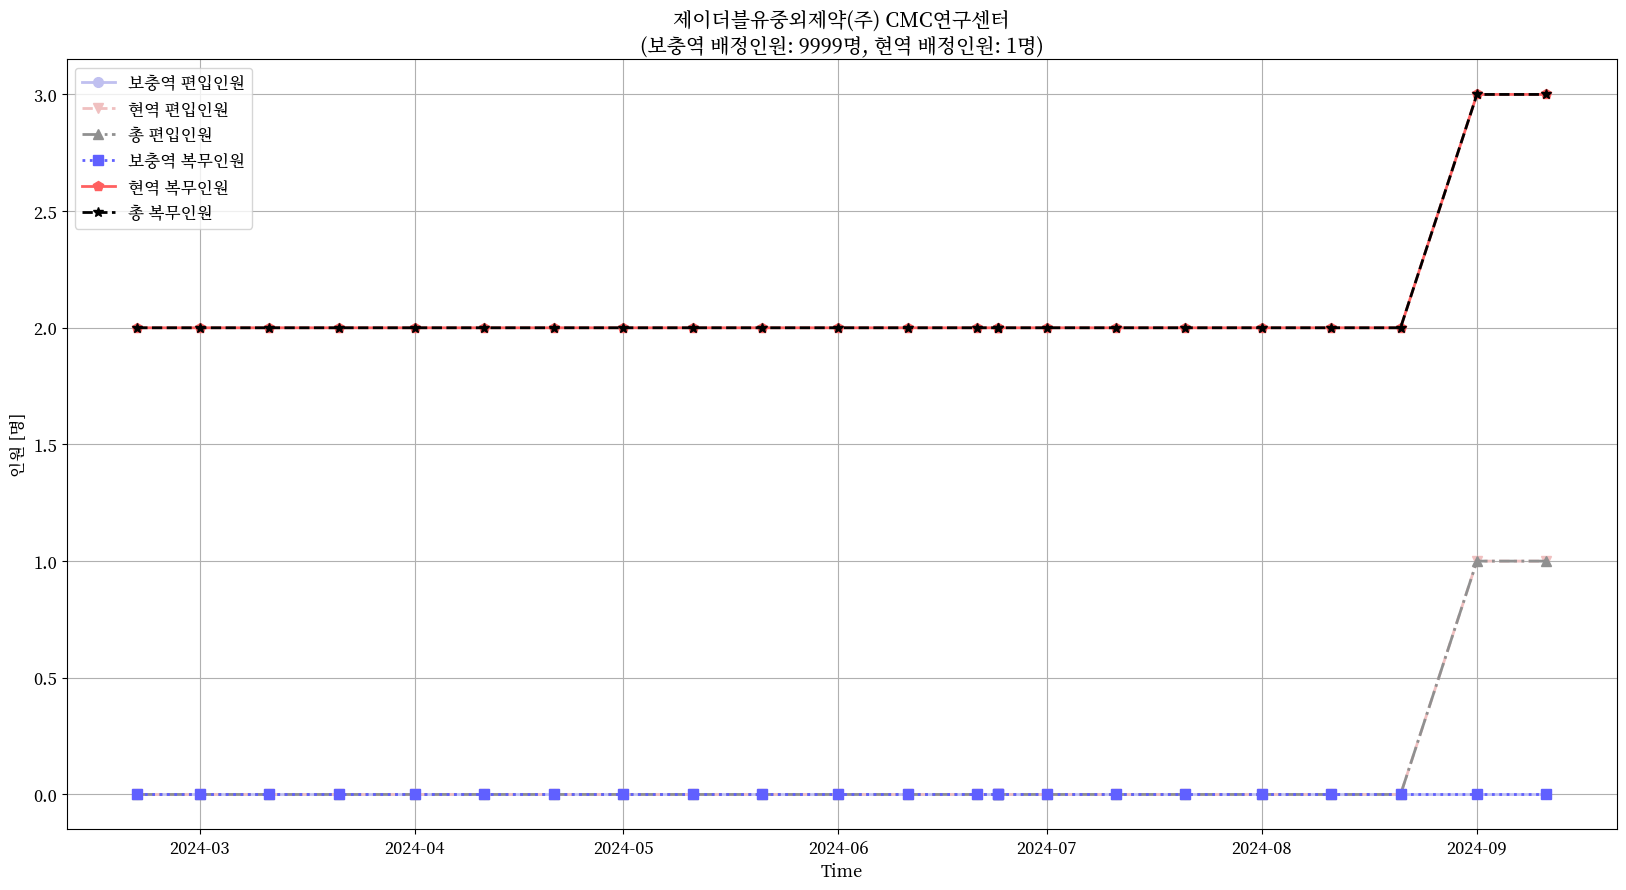 제이더블유중외제약(주) CMC연구센터
(보충역 배정인원: 9999명, 현역 배정인원: 1명)
보충역 편입인원
현역 편입인원
총 편입인원
보충역 복무인원
현역 복무인원
총 복무인원
인원 [명]
3.0
2.5
2.0
1.5
1.0
0.5
0.0
2024-03
2024-04
2024-05
2024-06
2024-07
2024-08
2024-09
Time